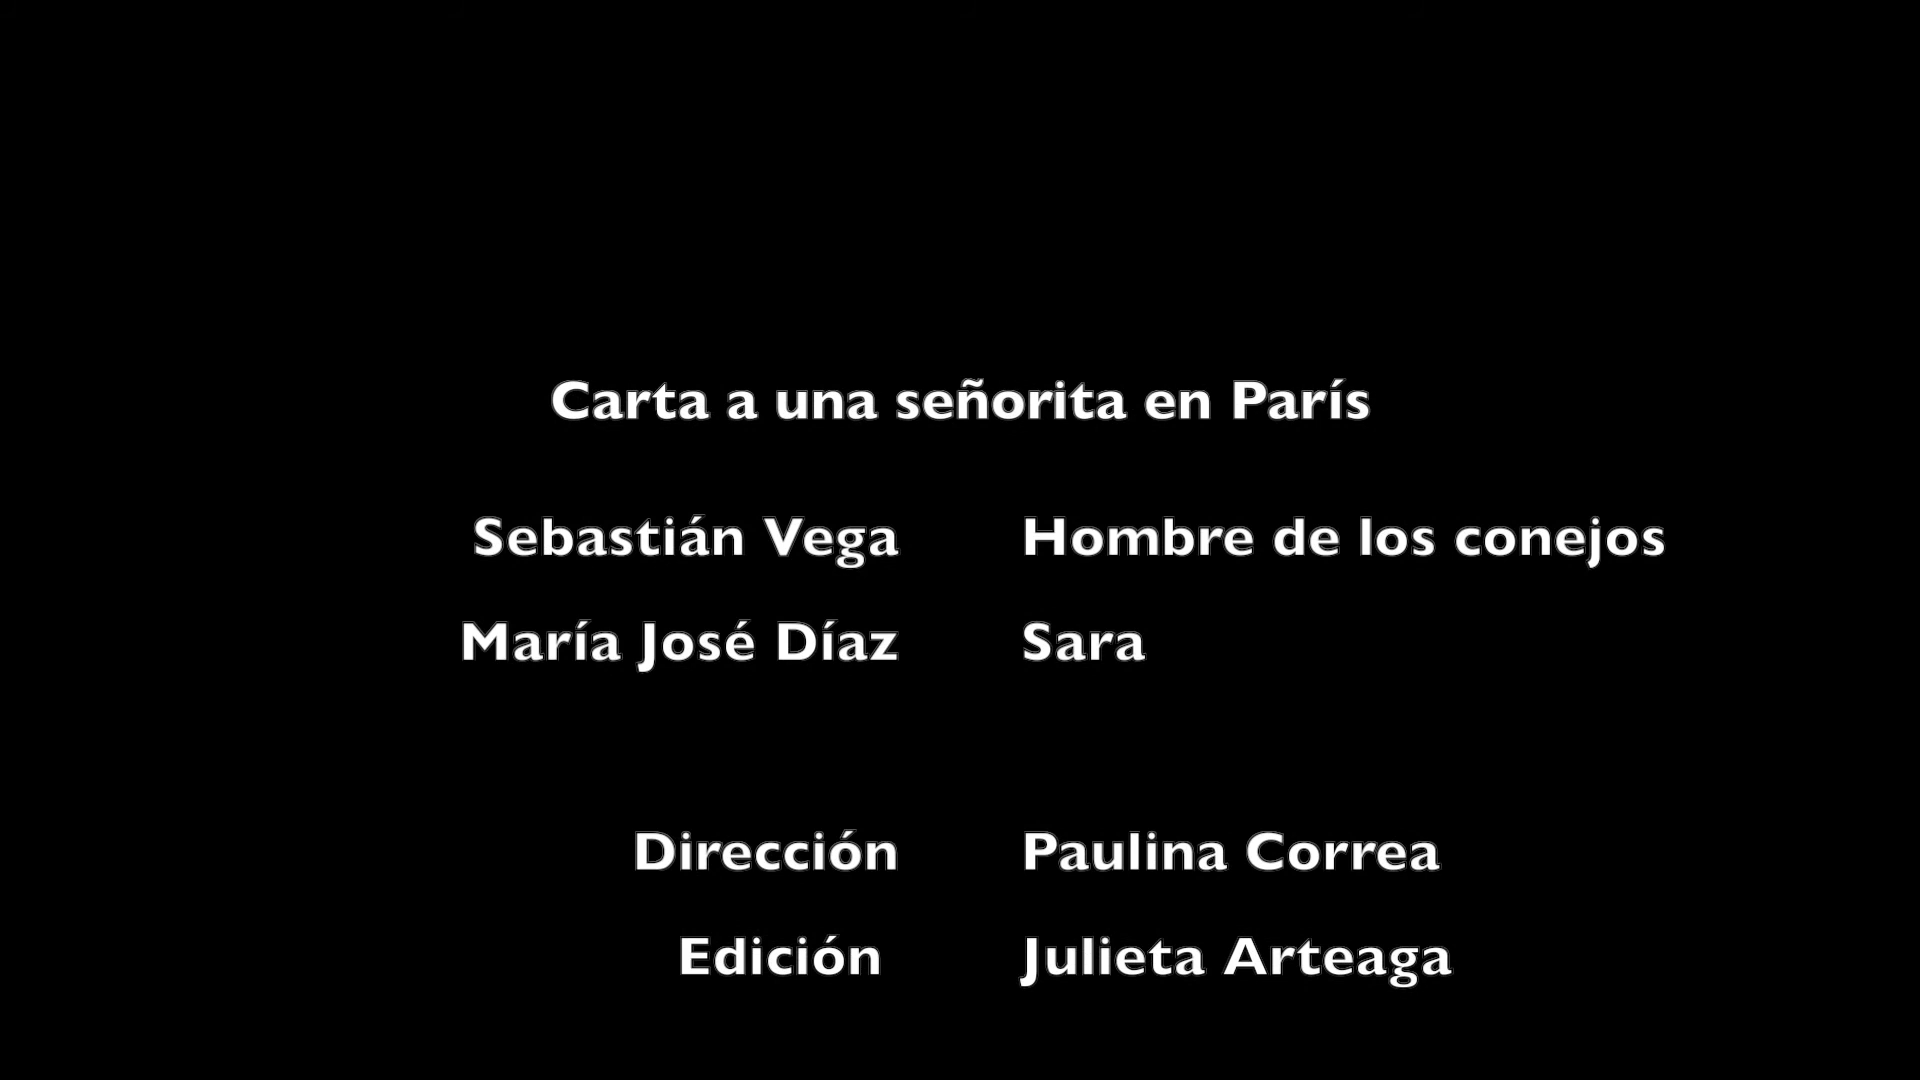 Carta a una señorita en París
Sebastián Vega Hombre de los conejos
María José Díaz Sara
Dirección Paulina Correa
Edición Julieta Arteaga